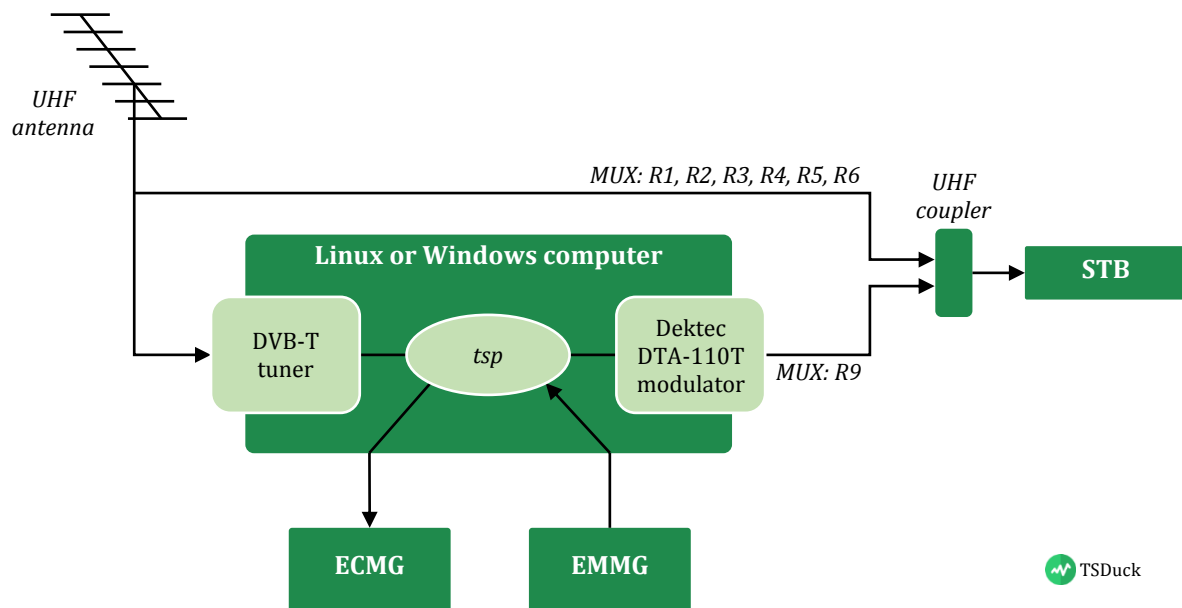 UHF
antenna
MUX: R1, R2, R3, R4, R5, R6
UHF
coupler
Linux or Windows computer
STB
DVB-T
tuner
tsp
Dektec
DTA-110T
modulator
MUX: R9
ECMG
EMMG
TSDuck